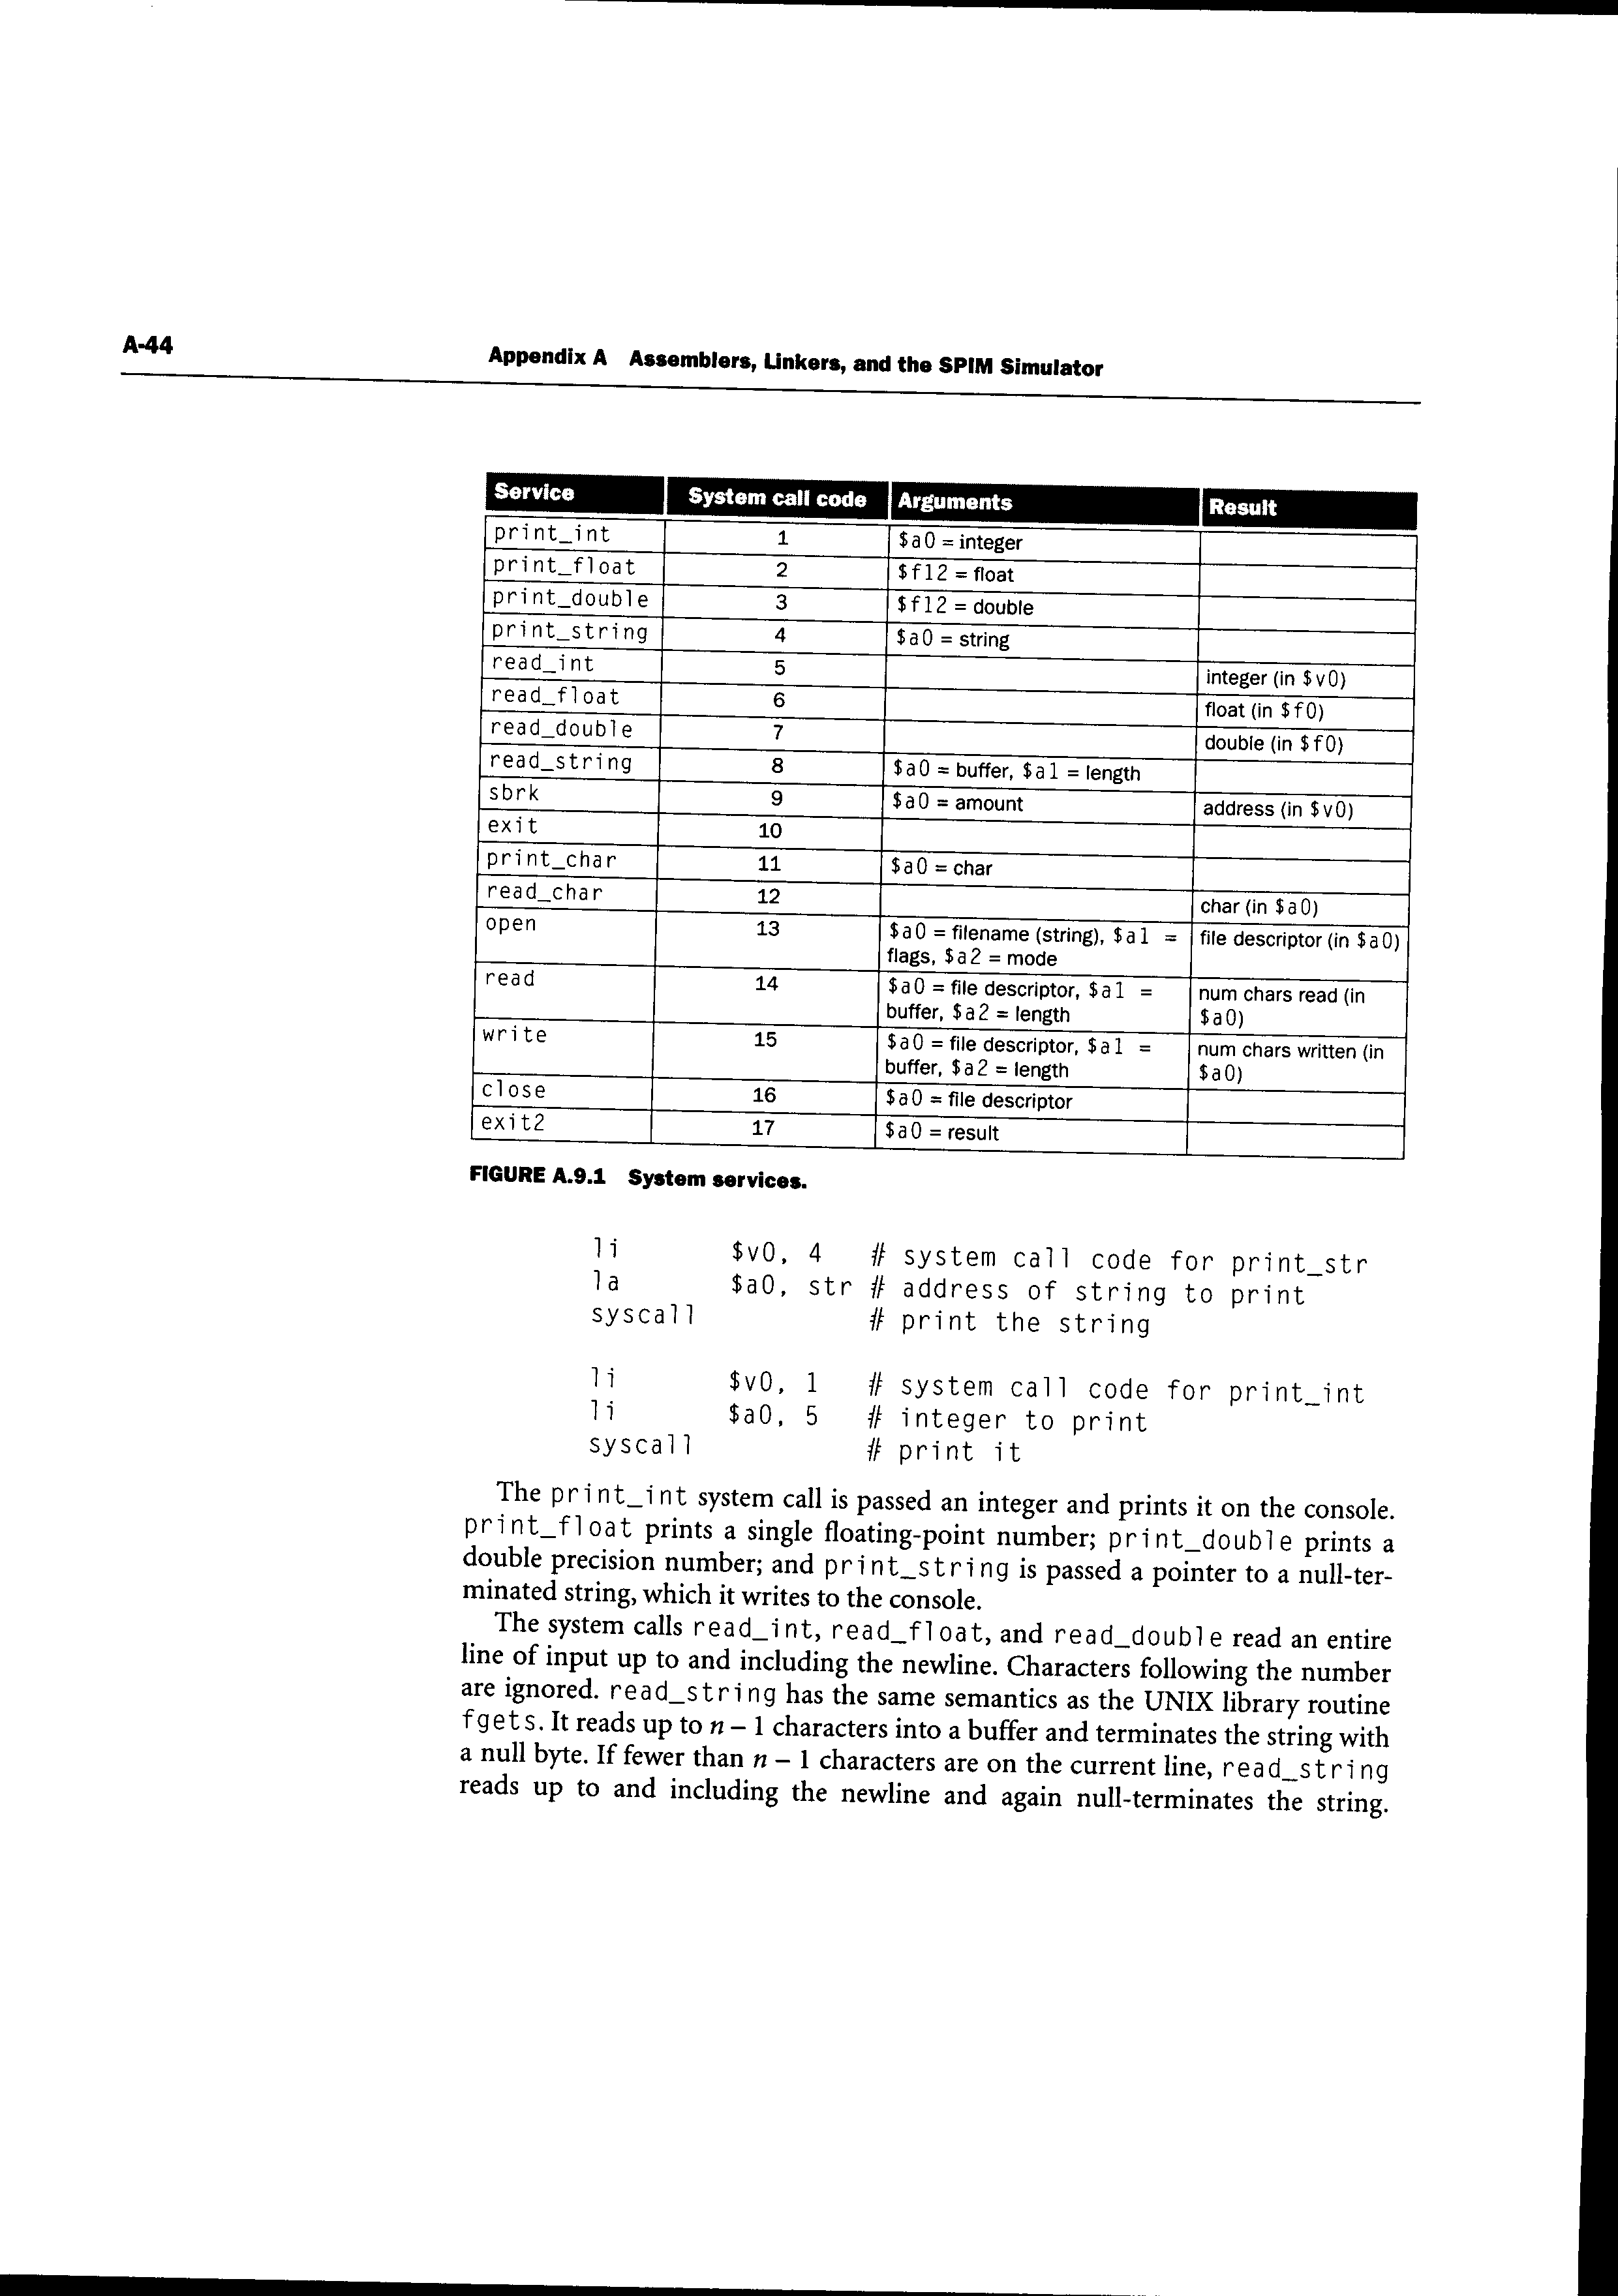 A-44
Appendix A Assemblers, Linkers, and the SPIM Simulator
Service System call code Arguments Result
print_int 1 $a0 = integer
print_float 2 $f12 = float
print_double 3 $f12 = double
print_string 4 $a0 = string
read_int 5 integer (in $v0)
read_float 6 float (in $f0)
read_double 7 double (in $f0)
read_string 8 $a0 = buffer, $a1 = length
sbrk 9 $a0 = amount address (in $v0)
exit 10
print_char 11 $a0 = char
read_char 12 char (in $a0)
open 13 $a0 = filename (string), $a1 = file descriptor (in $a0)
flags, $a2 = mode
read 14 $a0 = file descriptor, $a1 = num chars read (in
buffer, $a2 = length $a0)
write 15 $a0 = file descriptor, $a1 = num chars written (in
buffer, $a2 = length $a0)
close 16 $a0 = file descriptor
exit2 17 $a0 = result
FIGURE A.9.1 System services.
li $v0, 4 # system call code for print_str
la $a0, str # address of string to print
syscall # print the string
li $v0, 1 # system call code for print_int
li $a0, 5 # integer to print
syscall # print it
The print_int system call is passed an integer and prints it on the console.
print_float prints a single floating-point number; print_double prints a
double precision number; and print_string is passed a pointer to a null-ter-
minated string, which it writes to the console.
The system calls read_int, read_float, and read_double read an entire
line of input up to and including the newline. Characters following the number
are ignored. read_string has the same semantics as the UNIX library routine
fgets. It reads up to n – 1 characters into a buffer and terminates the string with
a null byte. If fewer than n – 1 characters are on the current line, read_string
reads up to and including the newline and again null-terminates the string.